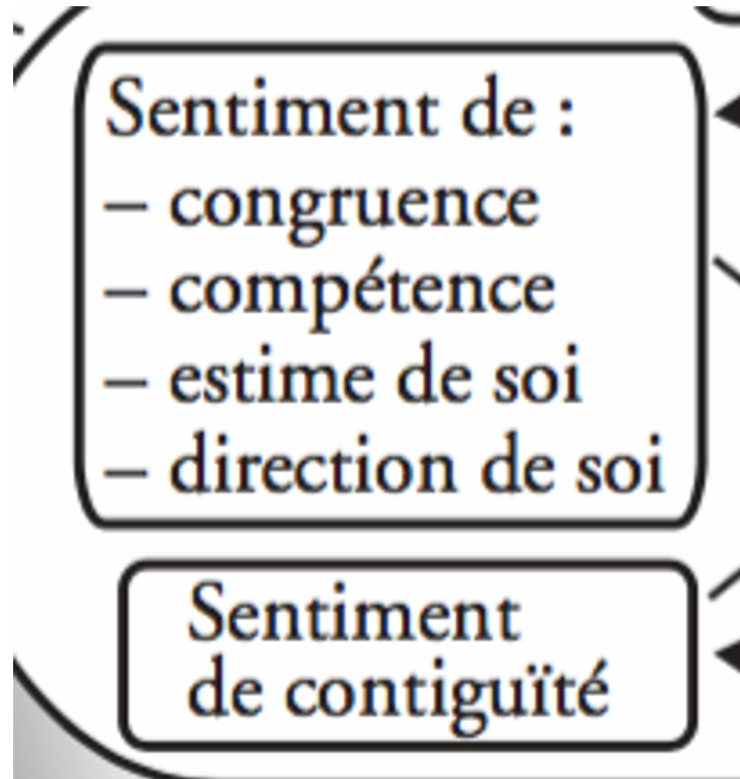 Sentiment de :
– congruence
– compétence
– estime de soi
– direction de soi
Sentiment
de contiguïté